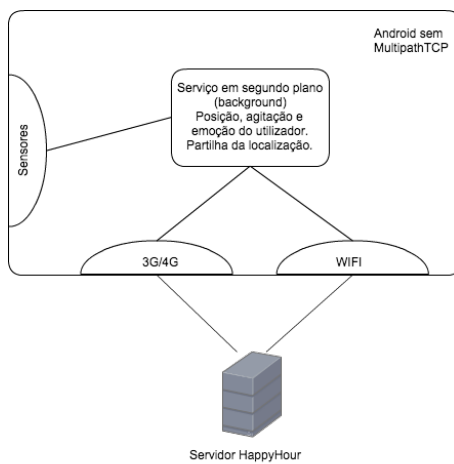 Android sem
MultipathTCP
Serviço em segundo plano
(background)
Posição, agitação e
emoção do utilizador.
Partilha da localização.
Sensores
3G/4G
WIFI
Servidor HappyHour